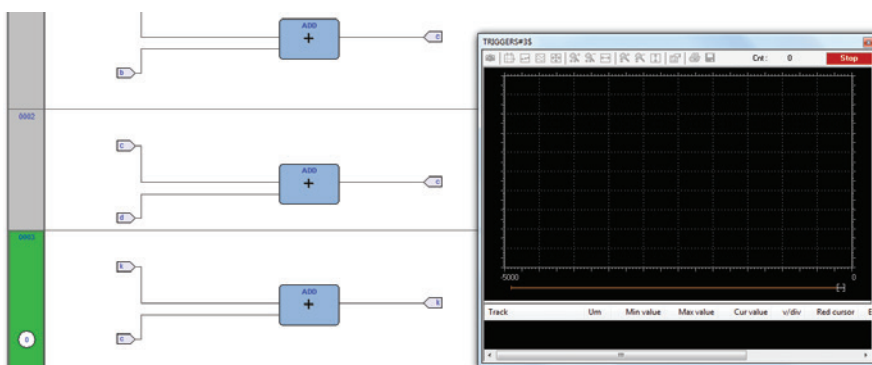 ADD
+
c
b
0002
c
ADD
+
c
d
0003
k
ADD
+
k
c
TRIGGERS#3$
Cnt: 0 Stop
-5000 0
Track Um Min value Max value Cur value v/div Red cursor